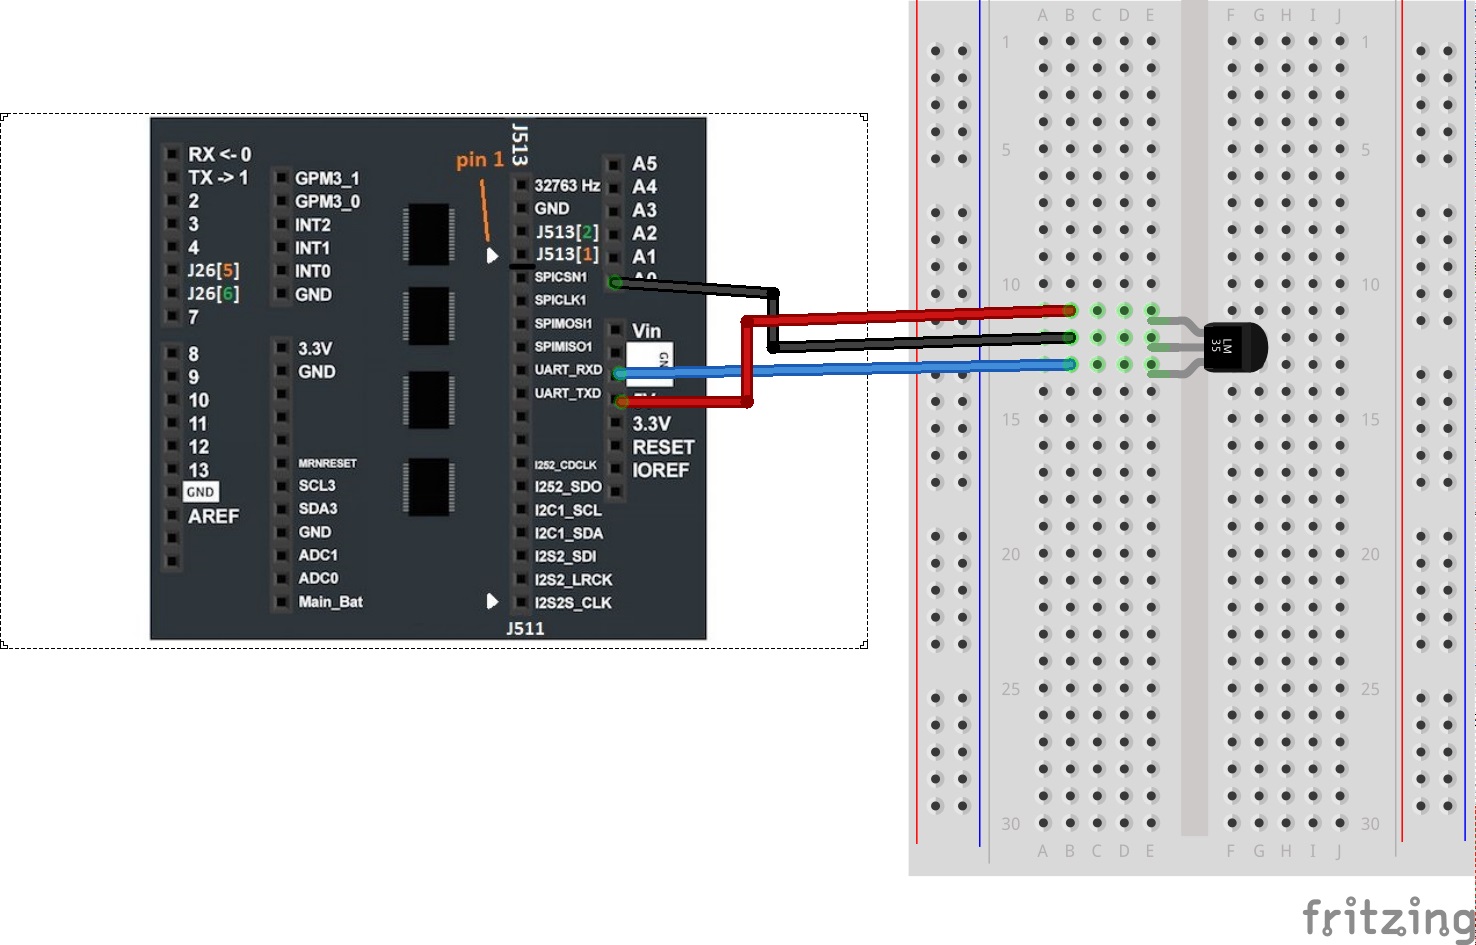 J513
pin 1
RX <- 0
TX -> 1
2
3
4
J26[5]
J26[6]
7
8
9
10
11
12
13
GND
AREF
GPM3_1
GPM3_0
INT2
INT1
INT0
GND
3.3V
GND
MRNRESET
SCL3
SDA3
GND
ADC1
ADC0
Main_Bat
32763 Hz
GND
J513[2]
J513[1]
SPICSN1
SPICLK1
SPIMOSI1
SPIMISO1
UART_RXD
UART_TXD
I252_CDCLK
I252_SDO
I2C1_SCL
I2C1_SDA
I2S2_SDI
I2S2_LRCK
I2S2S_CLK
J511
A5
A4
A3
A2
A1
A0
Vin
GN
5V
3.3V
RESET
IOREF
A B C D E F G H I J
1 1
5 5
10 10
15 15
20 20
25 25
30 30
A B C D E F G H I J
LM
35
fritzing